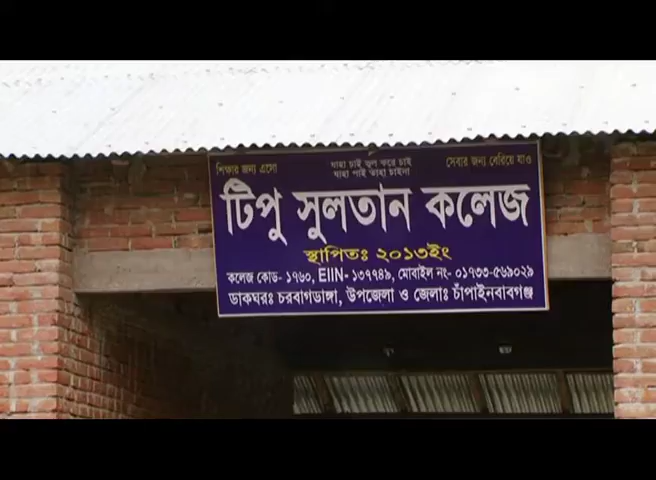 শিক্ষার জন্য এসো
যাহা চাই ভুল করে চাই
যাহা পাই তাহা চাইনা
সেবার জন্য বেরিয়ে যাও
টিপু সুলতান কলেজ
স্থাপিতঃ ২০১৩ইং
কলেজ কোড- ১৭৬০, EIIN- ১৩৭৭৪৯, মোবাইল নং- ০১৭৩৩-৫৬৯০২৯
ডাকঘরঃ চরবাগডাঙ্গা, উপজেলা ও জেলাঃ চাঁপাইনবাবগঞ্জ